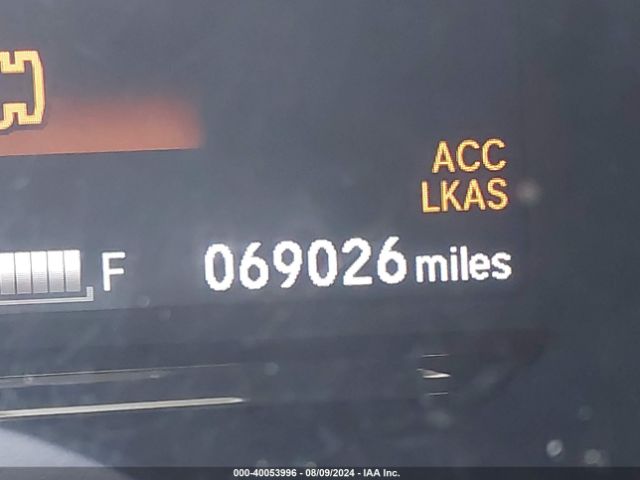 ACC
LKAS
F 069026 miles
000-40053996 - 08/09/2024 - IAA Inc.